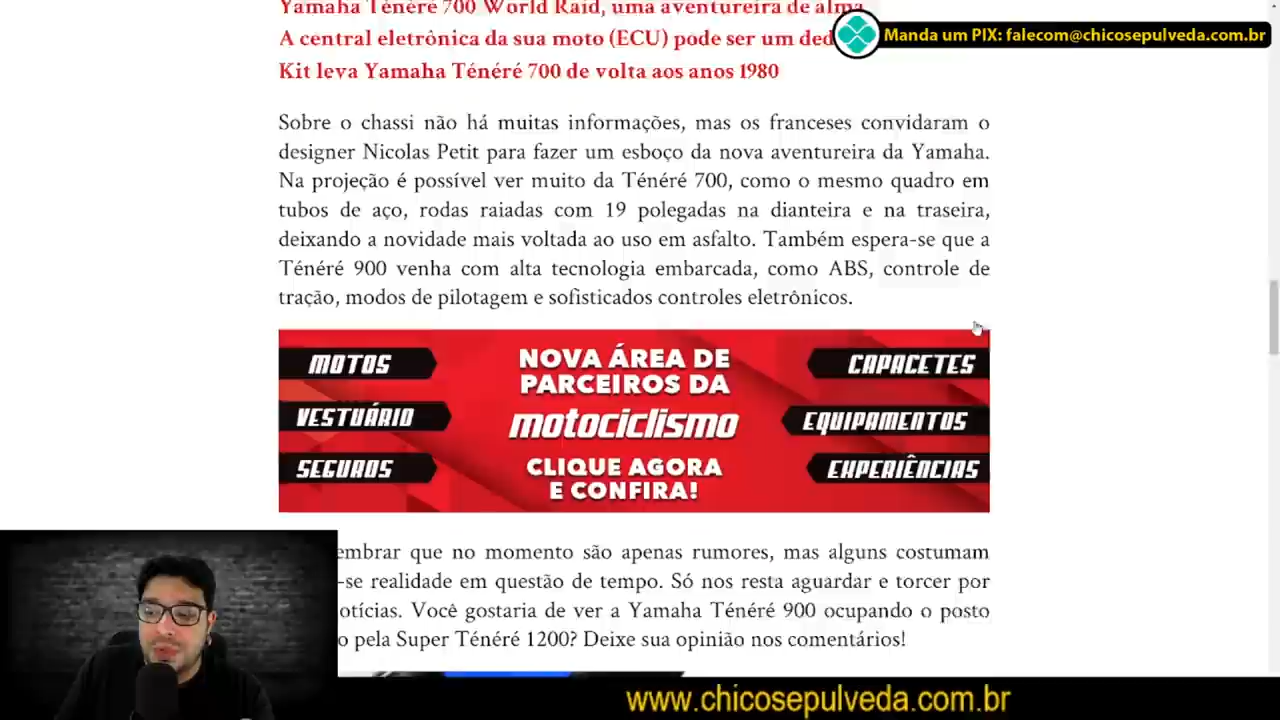 Yamaha Ténéré 700 World Raid, uma aventureira de alma
Manda um PIX: falecom@chicosepulveda.com.br
A central eletrônica da sua moto (ECU) pode ser um ded
Kit leva Yamaha Ténéré 700 de volta aos anos 1980
Sobre o chassi não há muitas informações, mas os franceses convidaram o
designer Nicolas Petit para fazer um esboço da nova aventureira da Yamaha.
Na projeção é possível ver muito da Ténéré 700, como o mesmo quadro em
tubos de aço, rodas raiadas com 19 polegadas na dianteira e na traseira,
deixando a novidade mais voltada ao uso em asfalto. Também espera-se que a
Ténéré 900 venha com alta tecnologia embarcada, como ABS, controle de
tração, modos de pilotagem e sofisticados controles eletrônicos.
MOTOS
VESTUÁRIO
SEGUROS
NOVA ÁREA DE
PARCEIROS DA
motociclismo
CLIQUE AGORA
E CONFIRA!
CAPACETES
EQUIPAMENTOS
EXPERIÊNCIAS
embrar que no momento são apenas rumores, mas alguns costumam
-se realidade em questão de tempo. Só nos resta aguardar e torcer por
otícias. Você gostaria de ver a Yamaha Ténéré 900 ocupando o posto
o pela Super Ténéré 1200? Deixe sua opinião nos comentários!
www.chicosepulveda.com.br